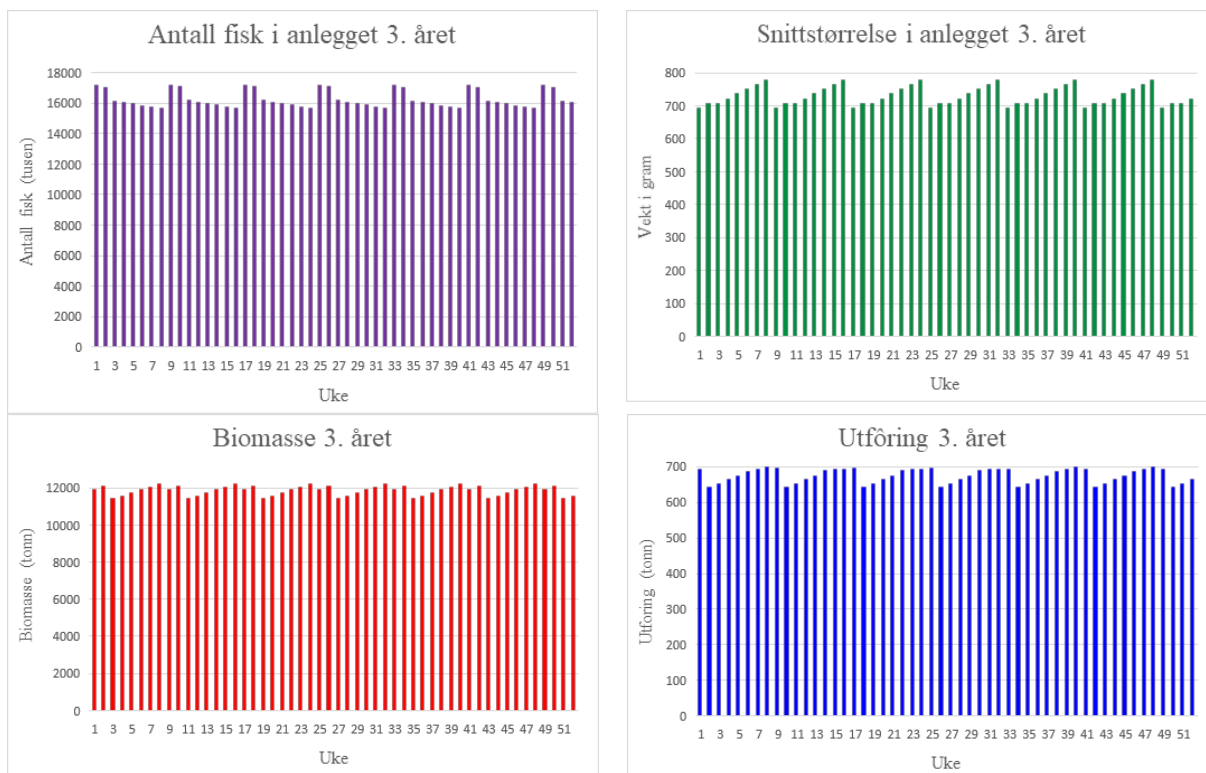 Antall fisk i anlegget 3. året
18000
16000
14000
12000
10000
8000
6000
4000
2000
0
Antall fisk (tusen)
1 3 5 7 9 11 13 15 17 19 21 23 25 27 29 31 33 35 37 39 41 43 45 47 49 51
Uke
Snittstørrelse i anlegget 3. året
800
700
600
500
400
300
200
100
0
Vekt i gram
1 3 5 7 9 11 13 15 17 19 21 23 25 27 29 31 33 35 37 39 41 43 45 47 49 51
Uke
Biomasse 3. året
12000
10000
8000
6000
4000
2000
0
Biomasse (tonn)
1 3 5 7 9 11 13 15 17 19 21 23 25 27 29 31 33 35 37 39 41 43 45 47 49 51
Uke
Utfôring 3. året
700
600
500
400
300
200
100
0
Utforing (tonn)
1 3 5 7 9 11 13 15 17 19 21 23 25 27 29 31 33 35 37 39 41 43 45 47 49 51
Uke